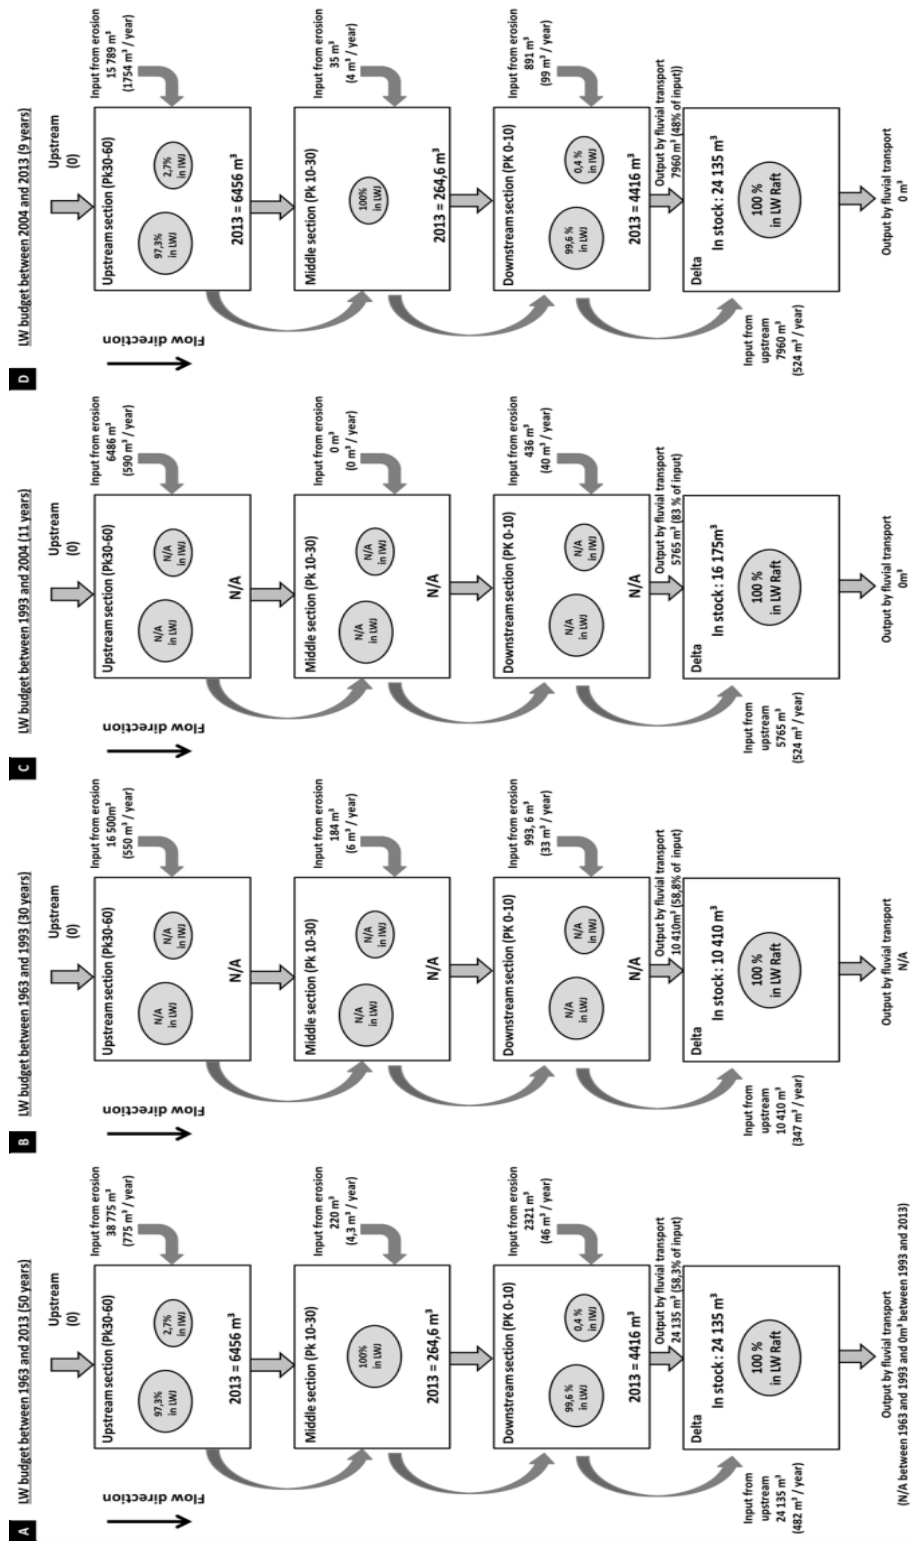 A
LW budget between 1963 and 2013 (50 years)
Flow direction
Upstream
(0)
Input from erosion
38 775 m³
(775 m³ / year)
Upstream section (Pk30-60)
97,3%
in LWJ
2,7%
in IWJ
2013 = 6456 m³
Input from erosion
220 m³
(4,3 m³ / year)
Middle section (Pk 10-30)
100%
in LWJ
2013 = 264,6 m³
Input from erosion
2321 m³
(46 m³ / year)
Downstream section (PK 0-10)
99,6 %
in LWJ
0,4 %
in IWJ
2013 = 4416 m³
Output by fluvial transport
24 135 m³ (58,3% of input)
Input from
upstream
24 135 m³
(482 m³ / year)
Delta
In stock : 24 135 m³
100 %
in LW Raft
Output by fluvial transport
(N/A between 1963 and 1993 and 0m³ between 1993 and 2013)
B
LW budget between 1963 and 1993 (30 years)
Flow direction
Upstream
(0)
Input from erosion
16 500m³
(550 m³ / year)
Upstream section (Pk30-60)
N/A
in LWJ
N/A
in IWJ
N/A
Input from erosion
184 m³
(6 m³ / year)
Middle section (Pk 10-30)
N/A
in LWJ
N/A
in IWJ
N/A
Input from erosion
993, 6 m³
(33 m³ / year)
Downstream section (PK 0-10)
N/A
in LWJ
N/A
in IWJ
N/A
Output by fluvial transport
10 410m³ (58,8% of input)
Input from
upstream
10 410 m³
(347 m³ / year)
Delta
In stock : 10 410 m³
100 %
in LW Raft
Output by fluvial transport
N/A
C
LW budget between 1993 and 2004 (11 years)
Flow direction
Upstream
(0)
Input from erosion
6486 m³
(590 m³ / year)
Upstream section (Pk30-60)
N/A
in LWJ
N/A
in IWJ
N/A
Input from erosion
0 m³
(0 m³ / year)
Middle section (Pk 10-30)
N/A
in LWJ
N/A
in IWJ
N/A
Input from erosion
436 m³
(40 m³ / year)
Downstream section (PK 0-10)
N/A
in LWJ
N/A
in IWJ
N/A
Output by fluvial transport
5765 m³ (83 % of input)
Input from
upstream
5765 m³
(524 m³ / year)
Delta
In stock : 16 175m³
100 %
in LW Raft
Output by fluvial transport
0m³
D
LW budget between 2004 and 2013 (9 years)
Flow direction
Upstream
(0)
Input from erosion
15 789 m³
(1754 m³ / year)
Upstream section (Pk30-60)
97,3%
in LWJ
2,7%
in IWJ
2013 = 6456 m³
Input from erosion
35 m³
(4 m³ / year)
Middle section (PK 10-30)
100%
in LWJ
2013 = 264,6 m³
Input from erosion
891 m³
(99 m³ / year)
Downstream section (PK 0-10)
99,6 %
in LWJ
0,4 %
in IWJ
2013 = 4416 m³
Output by fluvial transport
7960 m³ (48% of input))
Input from
upstream
7960 m³
(524 m³ / year)
Delta
In stock : 24 135 m³
100 %
in LW Raft
Output by fluvial transport
0 m³